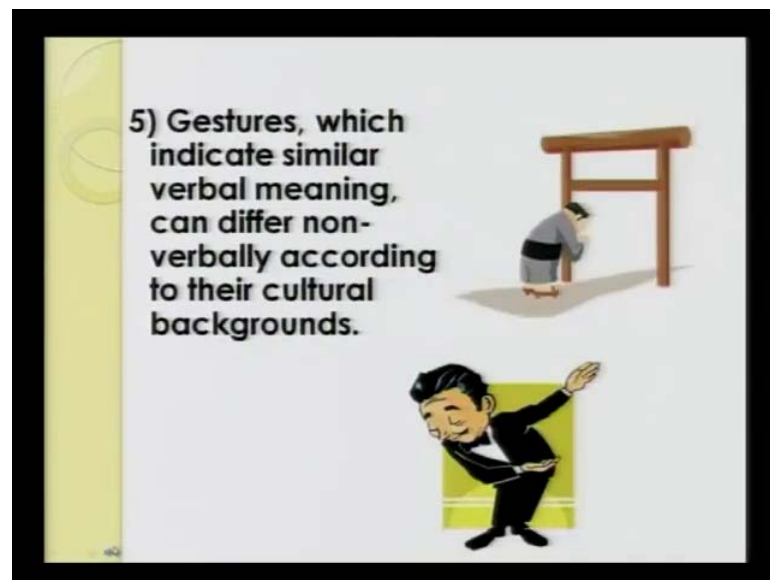 5) Gestures, which
indicate similar
verbal meaning,
can differ non-
verbally according
to their cultural
backgrounds.